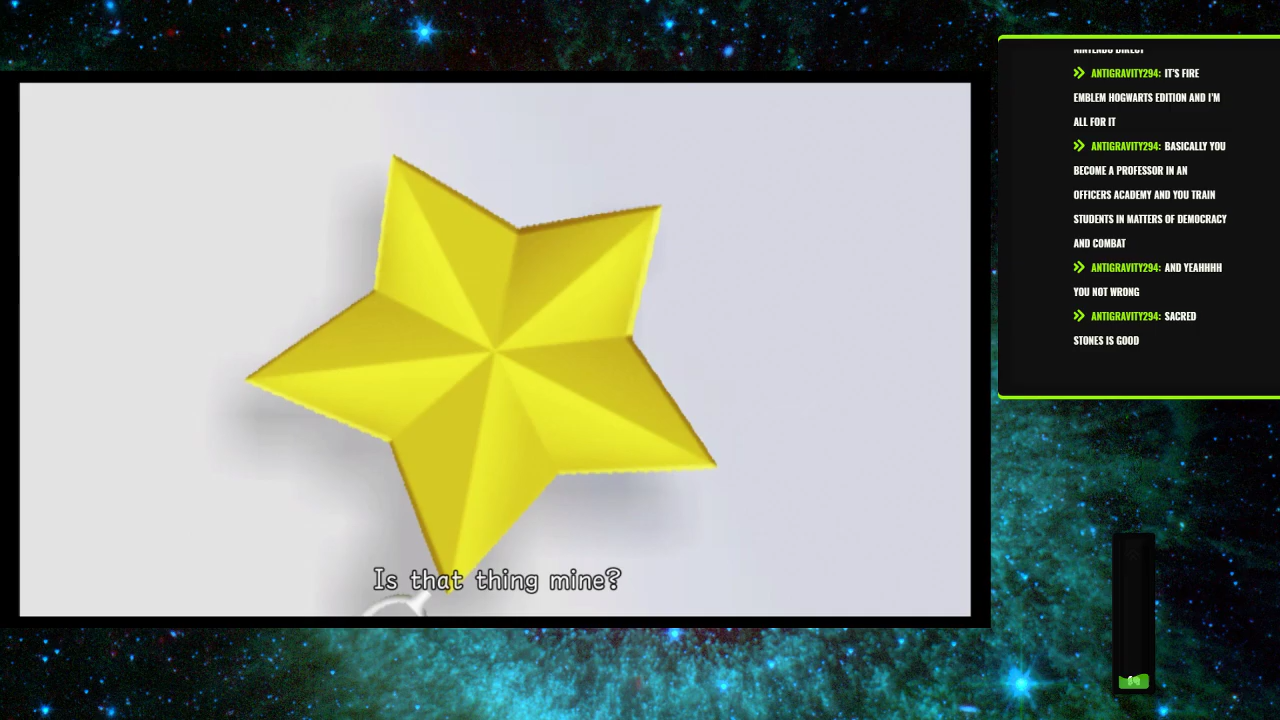 Is that thing mine?
NINTENDO DIRECT
ANTIGRAVITY294: IT'S FIRE
EMBLEM HOGWARTS EDITION AND I'M
ALL FOR IT
ANTIGRAVITY294: BASICALLY YOU
BECOME A PROFESSOR IN AN
OFFICERS ACADEMY AND YOU TRAIN
STUDENTS IN MATTERS OF DEMOCRACY
AND COMBAT
ANTIGRAVITY294: AND YEAHHHH
YOU NOT WRONG
ANTIGRAVITY294: SACRED
STONES IS GOOD